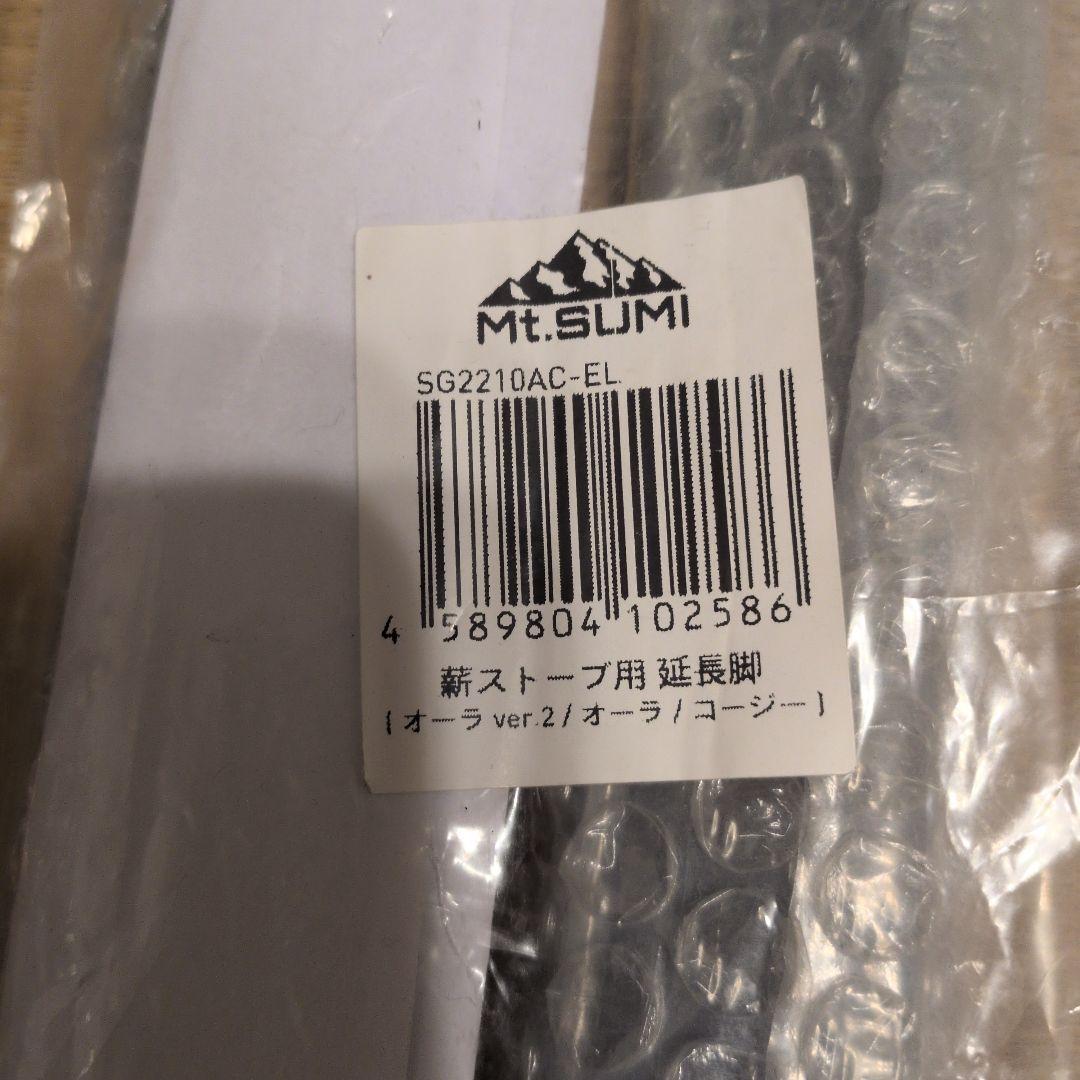 Mt.SUMI
SG2210AC-EL
4 589804 102586
薪ストーブ用 延長脚
(オーラ ver.2 / オーラ / コージー)